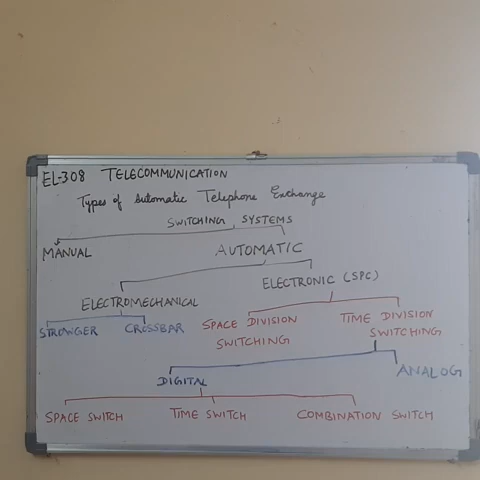 EL-308 TELECOMMUNICATION
Types of Automatic Telephone Exchange
SWITCHING SYSTEMS
MANUAL AUTOMATIC
ELECTROMECHANICAL ELECTRONIC (SPC)
STROWGER CROSSBAR SPACE DIVISION SWITCHING TIME DIVISION SWITCHING
DIGITAL ANALOG
SPACE SWITCH TIME SWITCH COMBINATION SWITCH